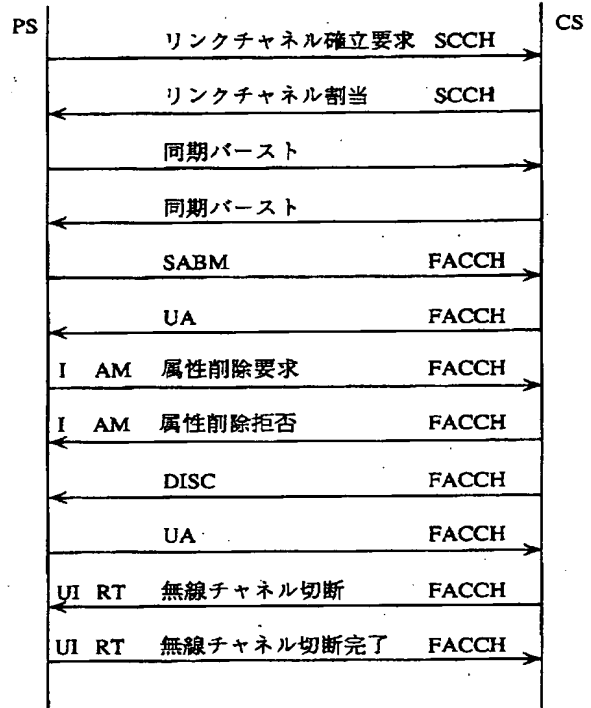 PS CS
リンクチャネル確立要求 SCCH
リンクチャネル割当 SCCH
同期バースト
同期バースト
SABM FACCH
UA FACCH
I AM 属性削除要求 FACCH
I AM 属性削除拒否 FACCH
DISC FACCH
UA FACCH
UI RT 無線チャネル切断 FACCH
UI RT 無線チャネル切断完了 FACCH